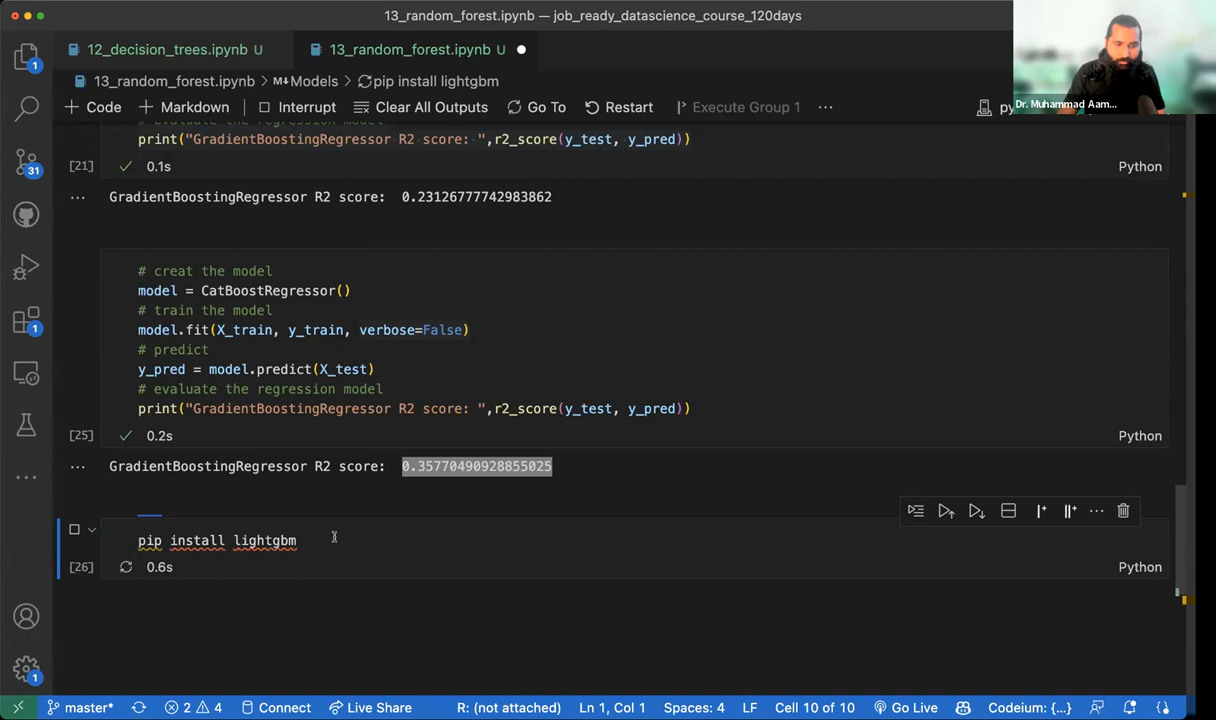 13_random_forest.ipynb — job_ready_datascience_course_120days
12_decision_trees.ipynb U
13_random_forest.ipynb U
13_random_forest.ipynb > M↓Models > pip install lightgbm
+ Code + Markdown Interrupt Clear All Outputs Go To Restart Execute Group 1 ... py
Dr. Muhammad Aam...
print("GradientBoostingRegressor R2 score: ",r2_score(y_test, y_pred))
[21] 0.1s Python
... GradientBoostingRegressor R2 score: 0.23126777742983862
# creat the model
model = CatBoostRegressor()
# train the model
model.fit(X_train, y_train, verbose=False)
# predict
y_pred = model.predict(X_test)
# evaluate the regression model
print("GradientBoostingRegressor R2 score: ",r2_score(y_test, y_pred))
[25] 0.2s Python
... GradientBoostingRegressor R2 score: 0.35770490928855025
pip install lightgbm
[26] 0.6s Python
1
31
1
1
master* 2 4 Connect Live Share R: (not attached) Ln 1, Col 1 Spaces: 4 LF Cell 10 of 10 Go Live Codeium: {...}